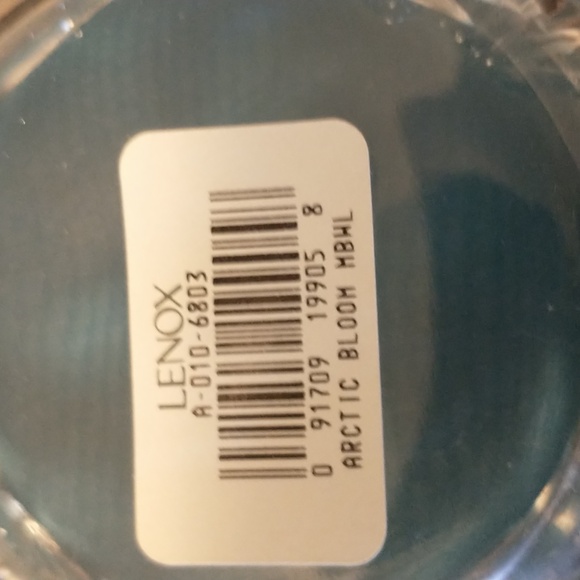 LENOX
A-010-6803
0 91709 19905 8
ARCTIC BLOOM MBWL